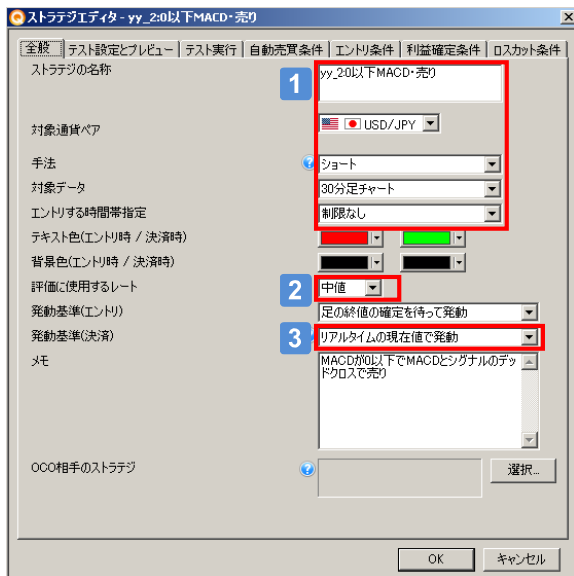 ストラテジエディタ - yy_2:0以下MACD・売り
全般 テスト設定とプレビュー テスト実行 自動売買条件 エントリ条件 利益確定条件 ロスカット条件
ストラテジの名称
1
yy_2:0以下MACD・売り
対象通貨ペア
USD/JPY
手法
?
ショート
対象データ
30分足チャート
エントリする時間帯指定
制限なし
テキスト色(エントリ時 / 決済時)
背景色(エントリ時 / 決済時)
評価に使用するレート
2
中値
発動基準(エントリ)
足の終値の確定を待って発動
発動基準(決済)
3
リアルタイムの現在値で発動
メモ
MACDが0以下でMACDとシグナルのデッ
ドクロスで売り
OCO相手のストラテジ
?
選択...
OK
キャンセル